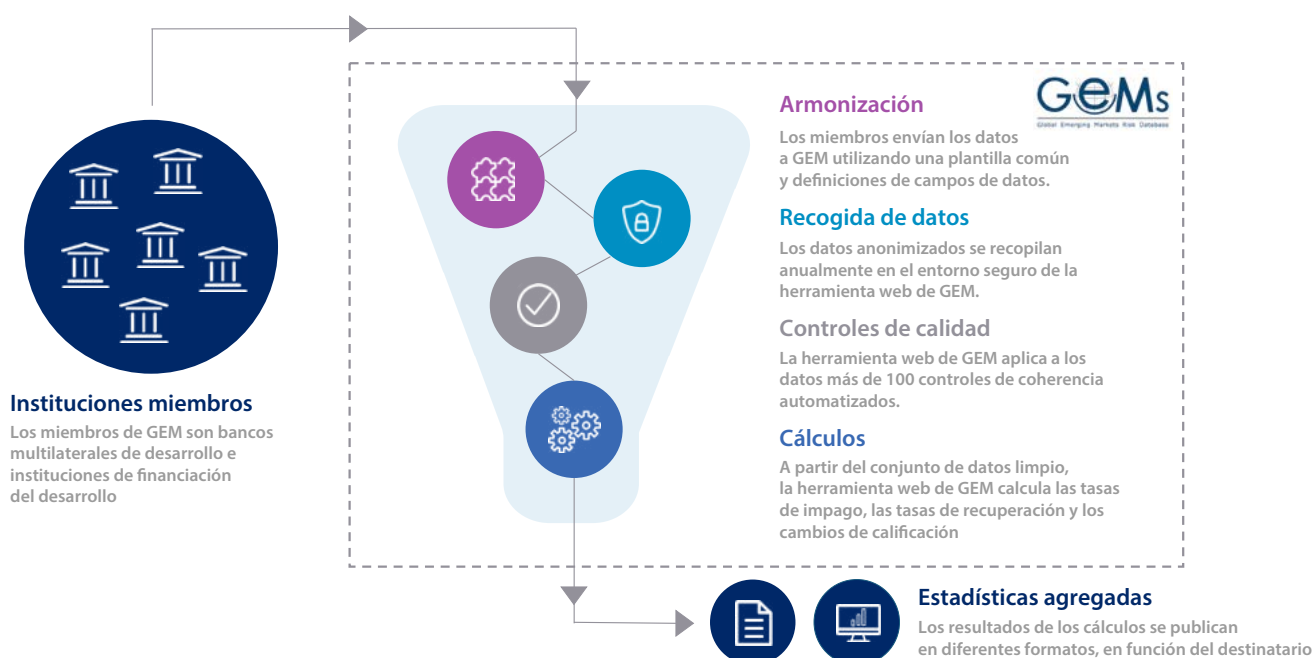 Instituciones miembros
Los miembros de GEM son bancos
multilaterales de desarrollo e
instituciones de financiación
del desarrollo
GeMs
Global Emerging Markets Risk Database
Armonización
Los miembros envían los datos
a GEM utilizando una plantilla común
y definiciones de campos de datos.
Recogida de datos
Los datos anonimizados se recopilan
anualmente en el entorno seguro de la
herramienta web de GEM.
Controles de calidad
La herramienta web de GEM aplica a los
datos más de 100 controles de coherencia
automatizados.
Cálculos
A partir del conjunto de datos limpio,
la herramienta web de GEM calcula las tasas
de impago, las tasas de recuperación y los
cambios de calificación
Estadísticas agregadas
Los resultados de los cálculos se publican
en diferentes formatos, en función del destinatario